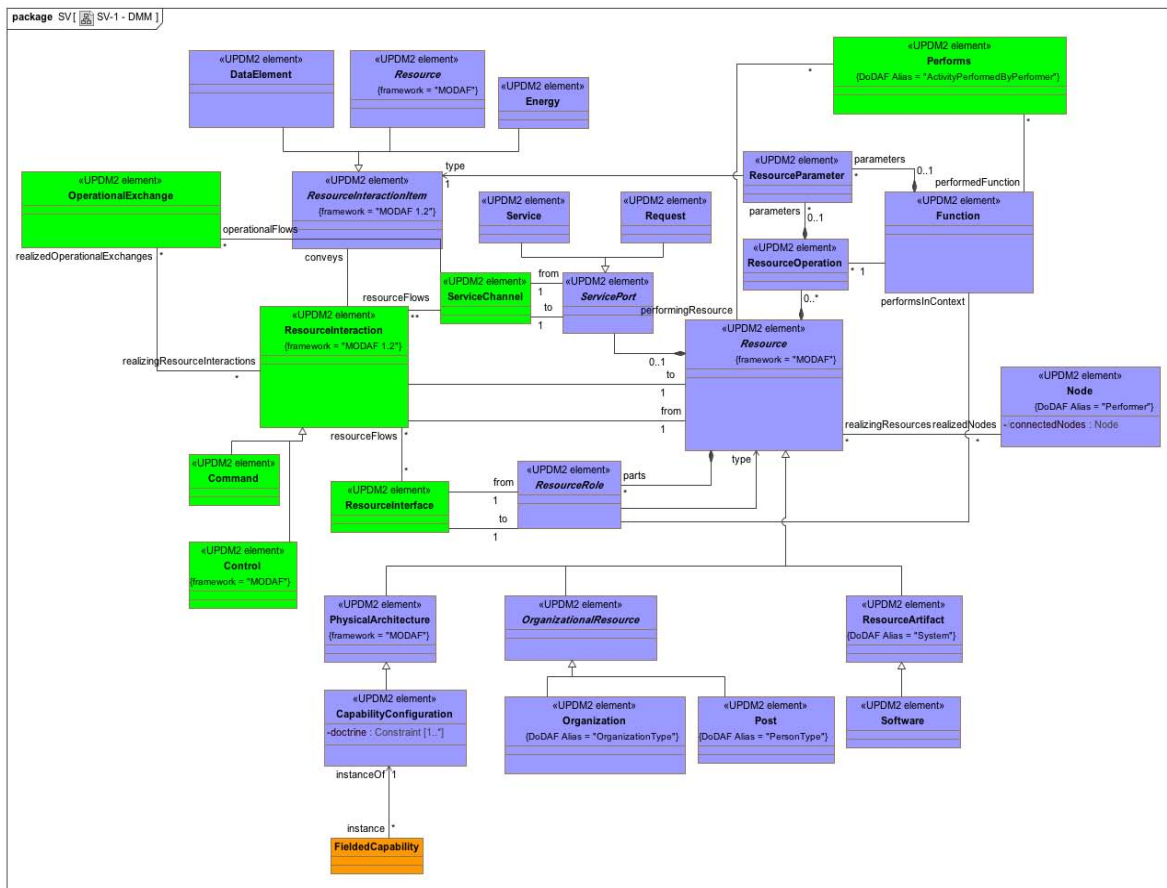 package SV [ SV-1 - DMM ]
«UPDM2 element»
DataElement
«UPDM2 element»
Resource
{framework = "MODAF"}
«UPDM2 element»
Energy
«UPDM2 element»
Performs
{DoDAF Alias = "ActivityPerformedByPerformer"}
*
*
«UPDM2 element»
OperationalExchange
«UPDM2 element»
ResourceInteractionItem
{framework = "MODAF 1.2"}
type
1
«UPDM2 element»
ResourceParameter
parameters
0..1
*
performedFunction
«UPDM2 element»
Function
«UPDM2 element»
Service
«UPDM2 element»
Request
parameters
*
0..1
operationalFlows
*
realizedOperationalExchanges
*
conveys
«UPDM2 element»
ResourceOperation
*
1
performsInContext
«UPDM2 element»
ServiceChannel
from
1
to
1
«UPDM2 element»
ServicePort
0..*
resourceFlows
**
performingResource
«UPDM2 element»
ResourceInteraction
{framework = "MODAF 1.2"}
«UPDM2 element»
Resource
{framework = "MODAF"}
0..1
realizingResourceInteractions
*
to
1
from
1
«UPDM2 element»
Node
{DoDAF Alias = "Performer"}
- connectedNodes : Node
realizingResources
*
realizedNodes
*
resourceFlows
*
*
«UPDM2 element»
Command
«UPDM2 element»
ResourceInterface
from
1
to
1
«UPDM2 element»
ResourceRole
parts
*
type
«UPDM2 element»
Control
{framework = "MODAF"}
«UPDM2 element»
PhysicalArchitecture
{framework = "MODAF"}
«UPDM2 element»
OrganizationalResource
«UPDM2 element»
ResourceArtifact
{DoDAF Alias = "System"}
«UPDM2 element»
CapabilityConfiguration
-doctrine : Constraint [1..*]
«UPDM2 element»
Organization
{DoDAF Alias = "OrganizationType"}
«UPDM2 element»
Post
{DoDAF Alias = "PersonType"}
«UPDM2 element»
Software
instanceOf
1
instance
*
FieldedCapability